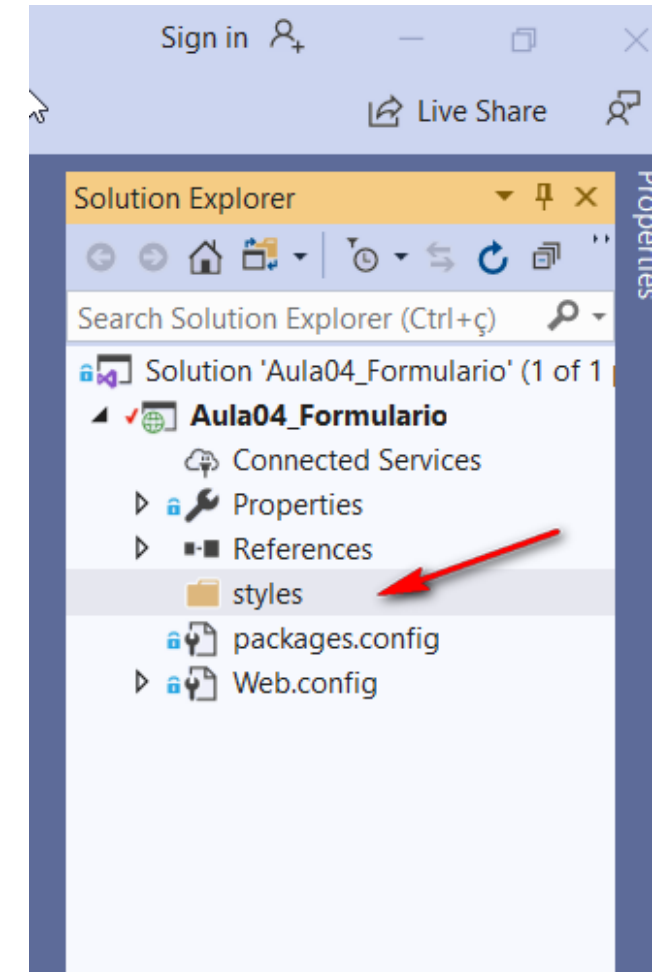 Sign in
Live Share
Solution Explorer
Properties
Search Solution Explorer (Ctrl+ç)
Solution 'Aula04_Formulario' (1 of 1
Aula04_Formulario
Connected Services
Properties
References
styles
packages.config
Web.config